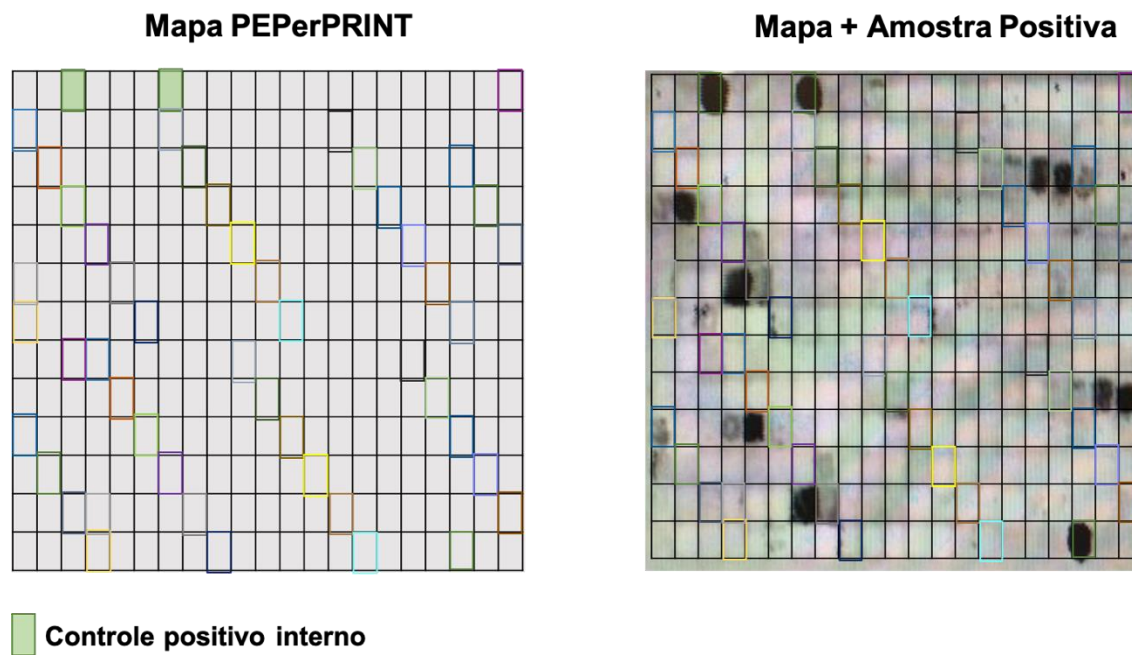 Mapa PEPerPRINT
Mapa + Amostra Positiva
Controle positivo interno